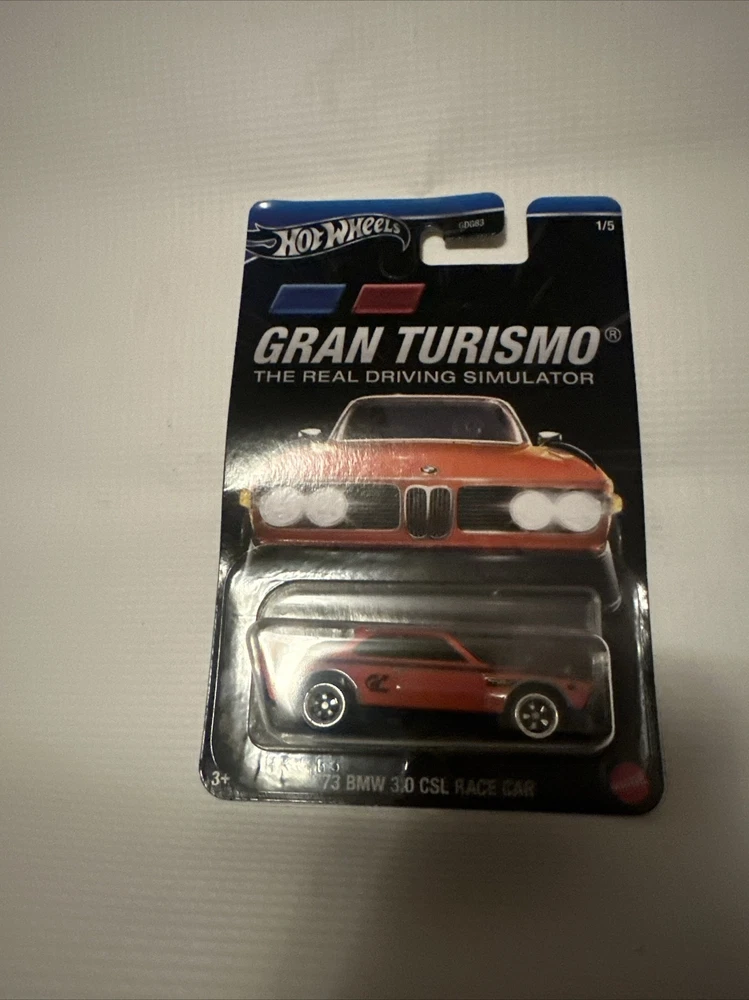 HOT WHEELS
GDG83
1/5
GRAN TURISMO®
THE REAL DRIVING SIMULATOR
GT
3+
'73 BMW 3.0 CSL RACE CAR